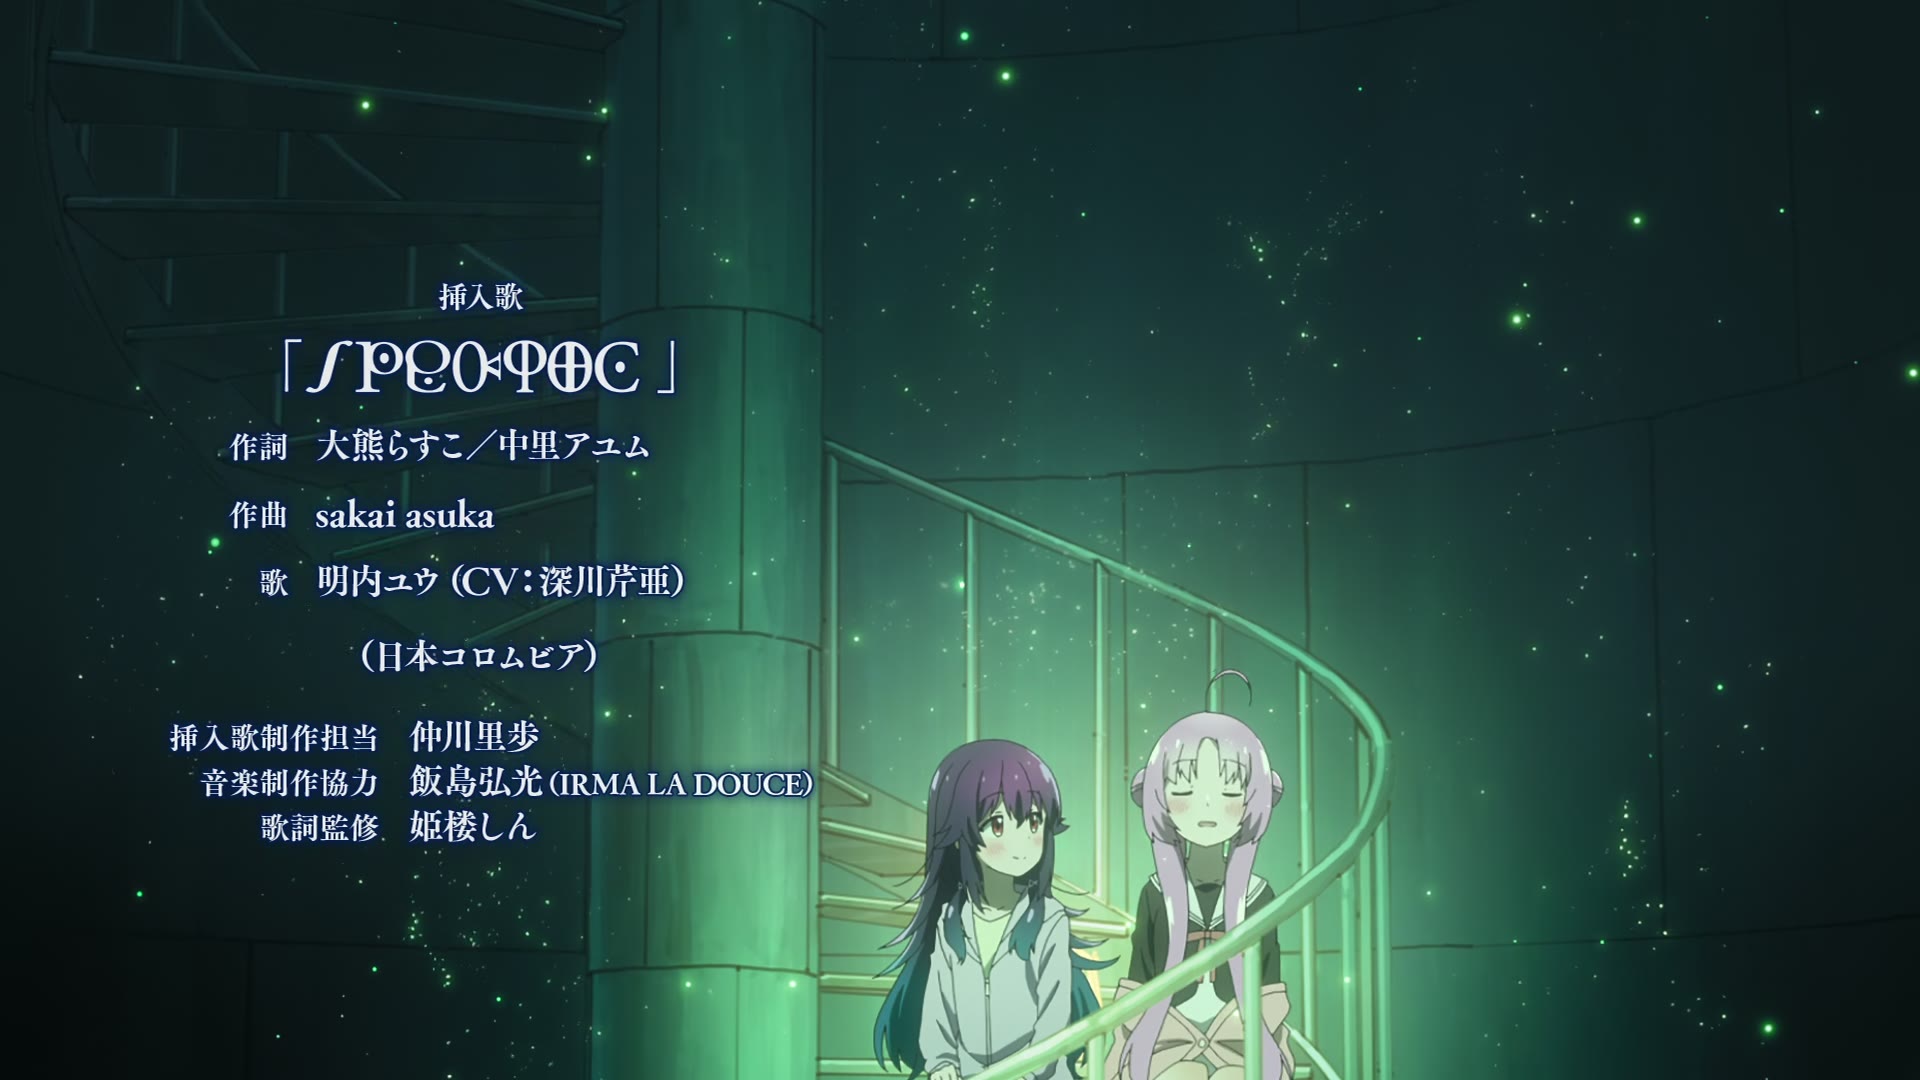 挿入歌
作詞 大熊らすこ／中里アユム
作曲 sakai asuka
歌 明内ユウ（CV：深川芹亜）
（日本コロムビア）
挿入歌制作担当 仲川里歩
音楽制作協力 飯島弘光（IRMA LA DOUCE）
歌詞監修 姫楼しん